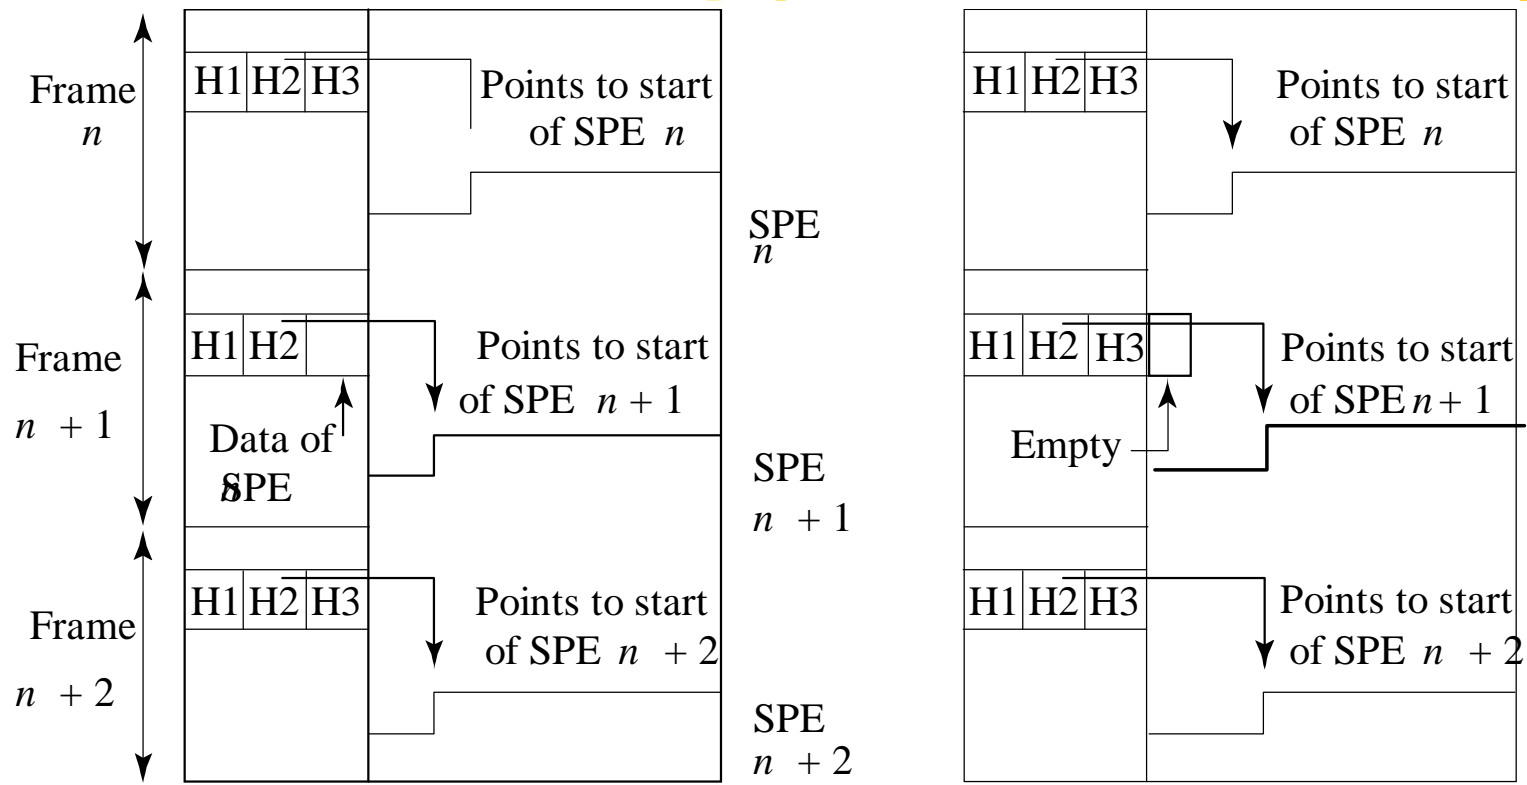 Frame
n
H1 H2 H3
Points to start
of SPE n
SPE
n
Frame
n + 1
H1 H2
Points to start
of SPE n + 1
Data of
SPE
n
SPE
n + 1
Frame
n + 2
H1 H2 H3
Points to start
of SPE n + 2
SPE
n + 2
H1 H2 H3
Points to start
of SPE n
H1 H2 H3
Points to start
of SPE n + 1
Empty
H1 H2 H3
Points to start
of SPE n + 2